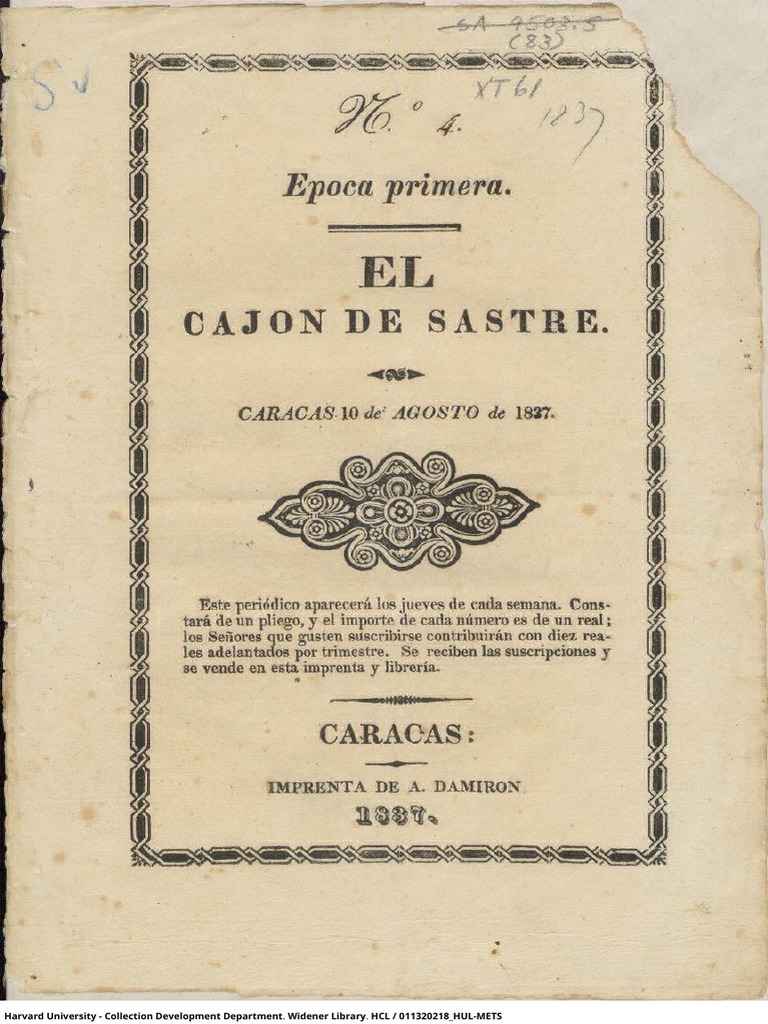 SA 9508.5
(83)
XT61
1837
N.º 4.
Epoca primera.
EL
CAJON DE SASTRE.
CARACAS 10 de AGOSTO de 1837.
Este periódico aparecerá los jueves de cada semana. Cons-
tará de un pliego, y el importe de cada número es de un real;
los Señores que gusten suscribirse contribuirán con diez rea-
les adelantados por trimestre. Se reciben las suscripciones y
se vende en esta imprenta y librería.
CARACAS:
IMPRENTA DE A. DAMIRON
1837.
Harvard University - Collection Development Department. Widener Library. HCL / 011320218_HUL-METS